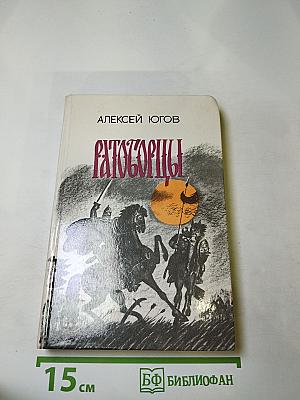 АЛЕКСЕЙ ЮГОВ
РАТОБОРЦЫ
15 см
БФ БИБЛИОФАН